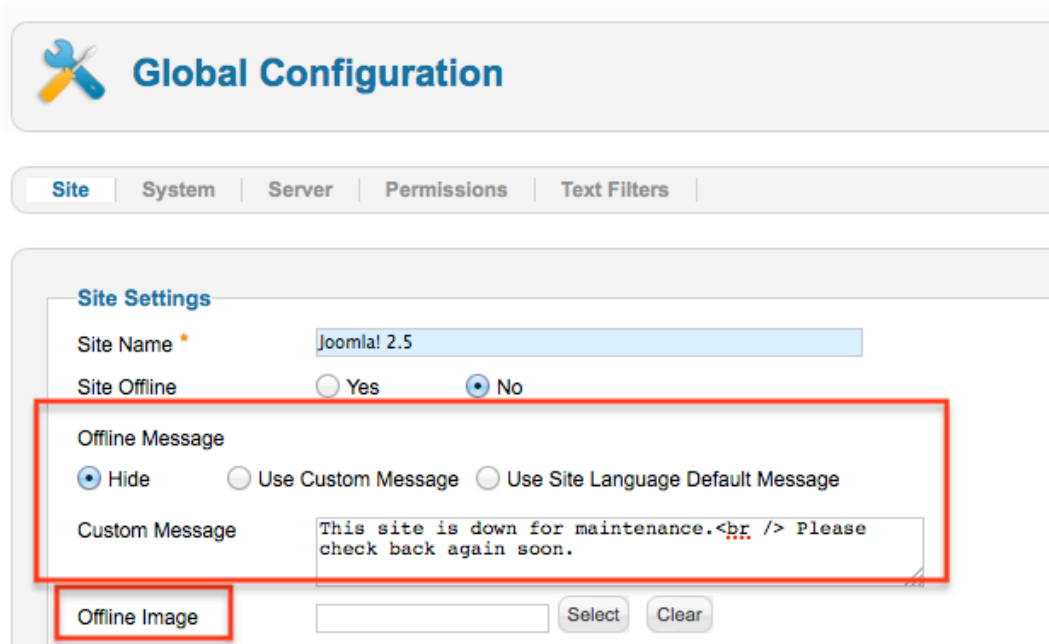 Global Configuration
Site System Server Permissions Text Filters
Site Settings
Site Name *
Joomla! 2.5
Site Offline Yes No
Offline Message
Hide Use Custom Message Use Site Language Default Message
Custom Message
This site is down for maintenance.<br /> Please
check back again soon.
Offline Image Select Clear